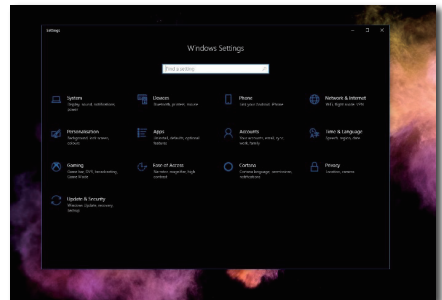 Settings
Windows Settings
Find a setting
System
Display, sound, notifications,
power
Devices
Bluetooth, printers, mouse
Phone
Link your Android, iPhone
Network & Internet
Wi-Fi, flight mode, VPN
Personalisation
Background, lock screen,
colours
Apps
Uninstall, defaults, optional
features
Accounts
Your accounts, email, sync,
work, family
Time & Language
Speech, region, date
Gaming
Game bar, DVR, broadcasting,
Game Mode
Ease of Access
Narrator, magnifier, high
contrast
Cortana
Cortana language, permissions,
notifications
Privacy
Location, camera
Update & Security
Windows Update, recovery,
backup